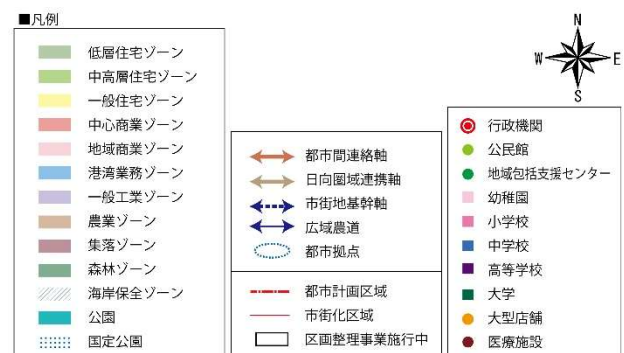 ■凡例
低層住宅ゾーン
中高層住宅ゾーン
一般住宅ゾーン
中心商業ゾーン
地域商業ゾーン
港湾業務ゾーン
一般工業ゾーン
農業ゾーン
集落ゾーン
森林ゾーン
海岸保全ゾーン
公園
国定公園
都市間連絡軸
日向圏域連携軸
市街地基幹軸
広域農道
都市拠点
都市計画区域
市街化区域
区画整理事業施行中
N
W
E
S
行政機関
公民館
地域包括支援センター
幼稚園
小学校
中学校
高等学校
大学
大型店舗
医療施設